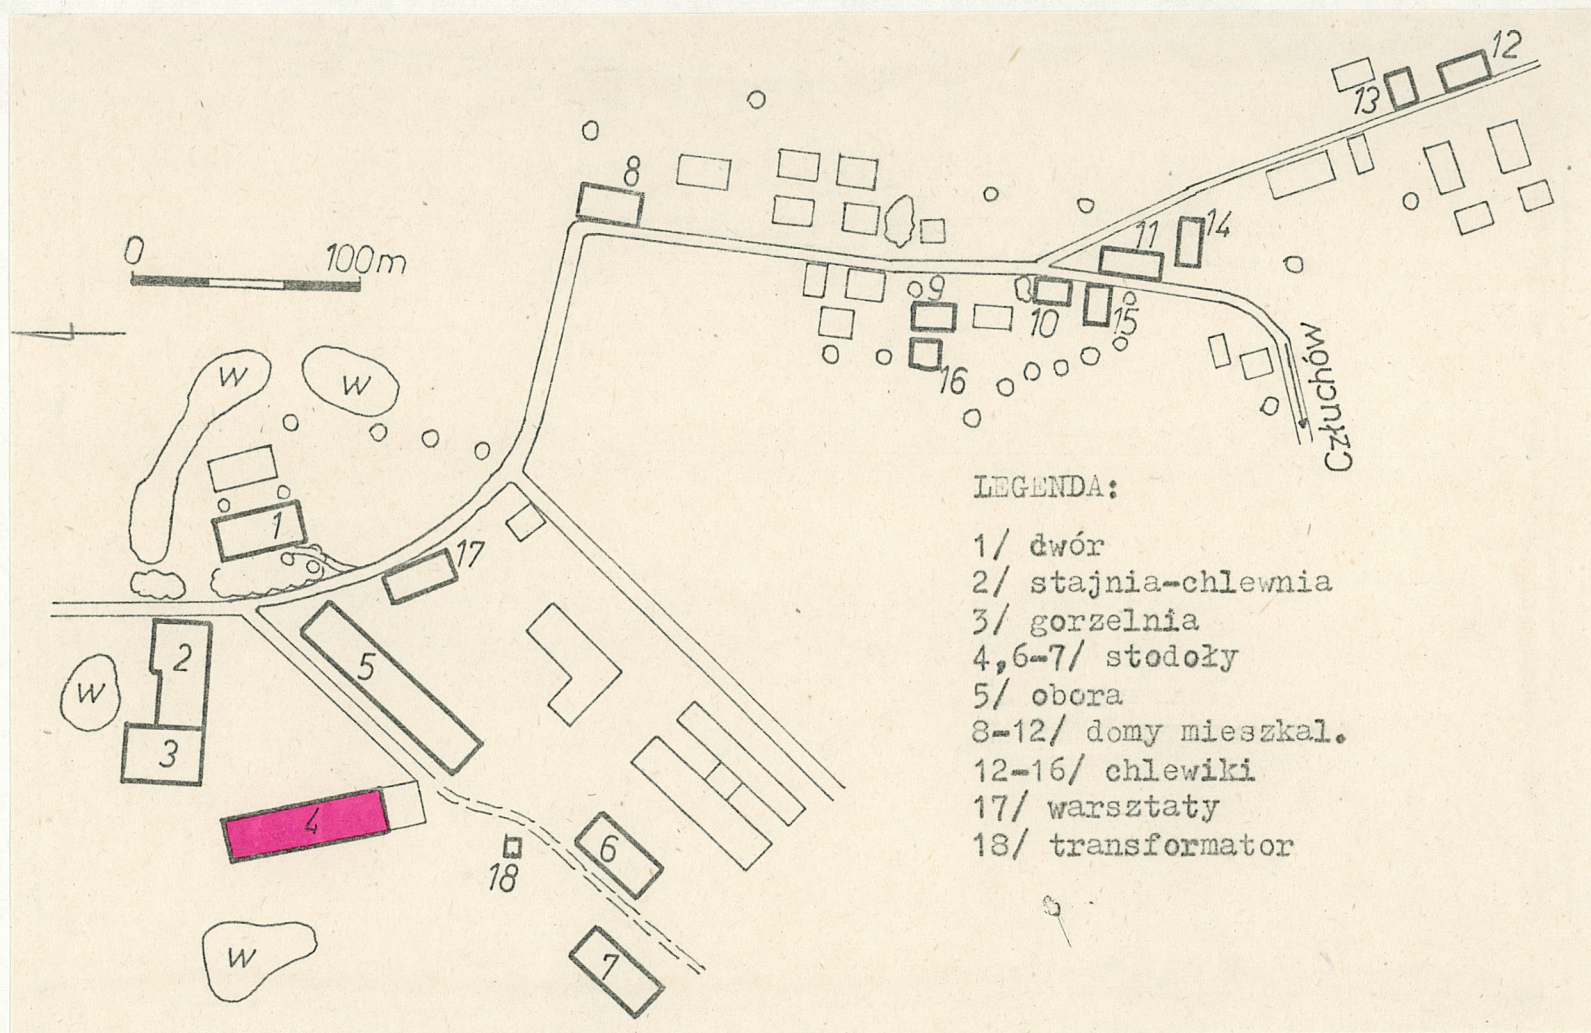 12
13
8
14
11
0 100m
9
10 15
16
Człuchów
W W
1
17
LEGENDA:
1/ dwór
2/ stajnia-chlewnia
3/ gorzelnia
4,6-7/ stodoły
5/ obora
8-12/ domy mieszkal.
12-16/ chlewiki
17/ warsztaty
18/ transformator
2
5
W
3
4
6
18
W
7